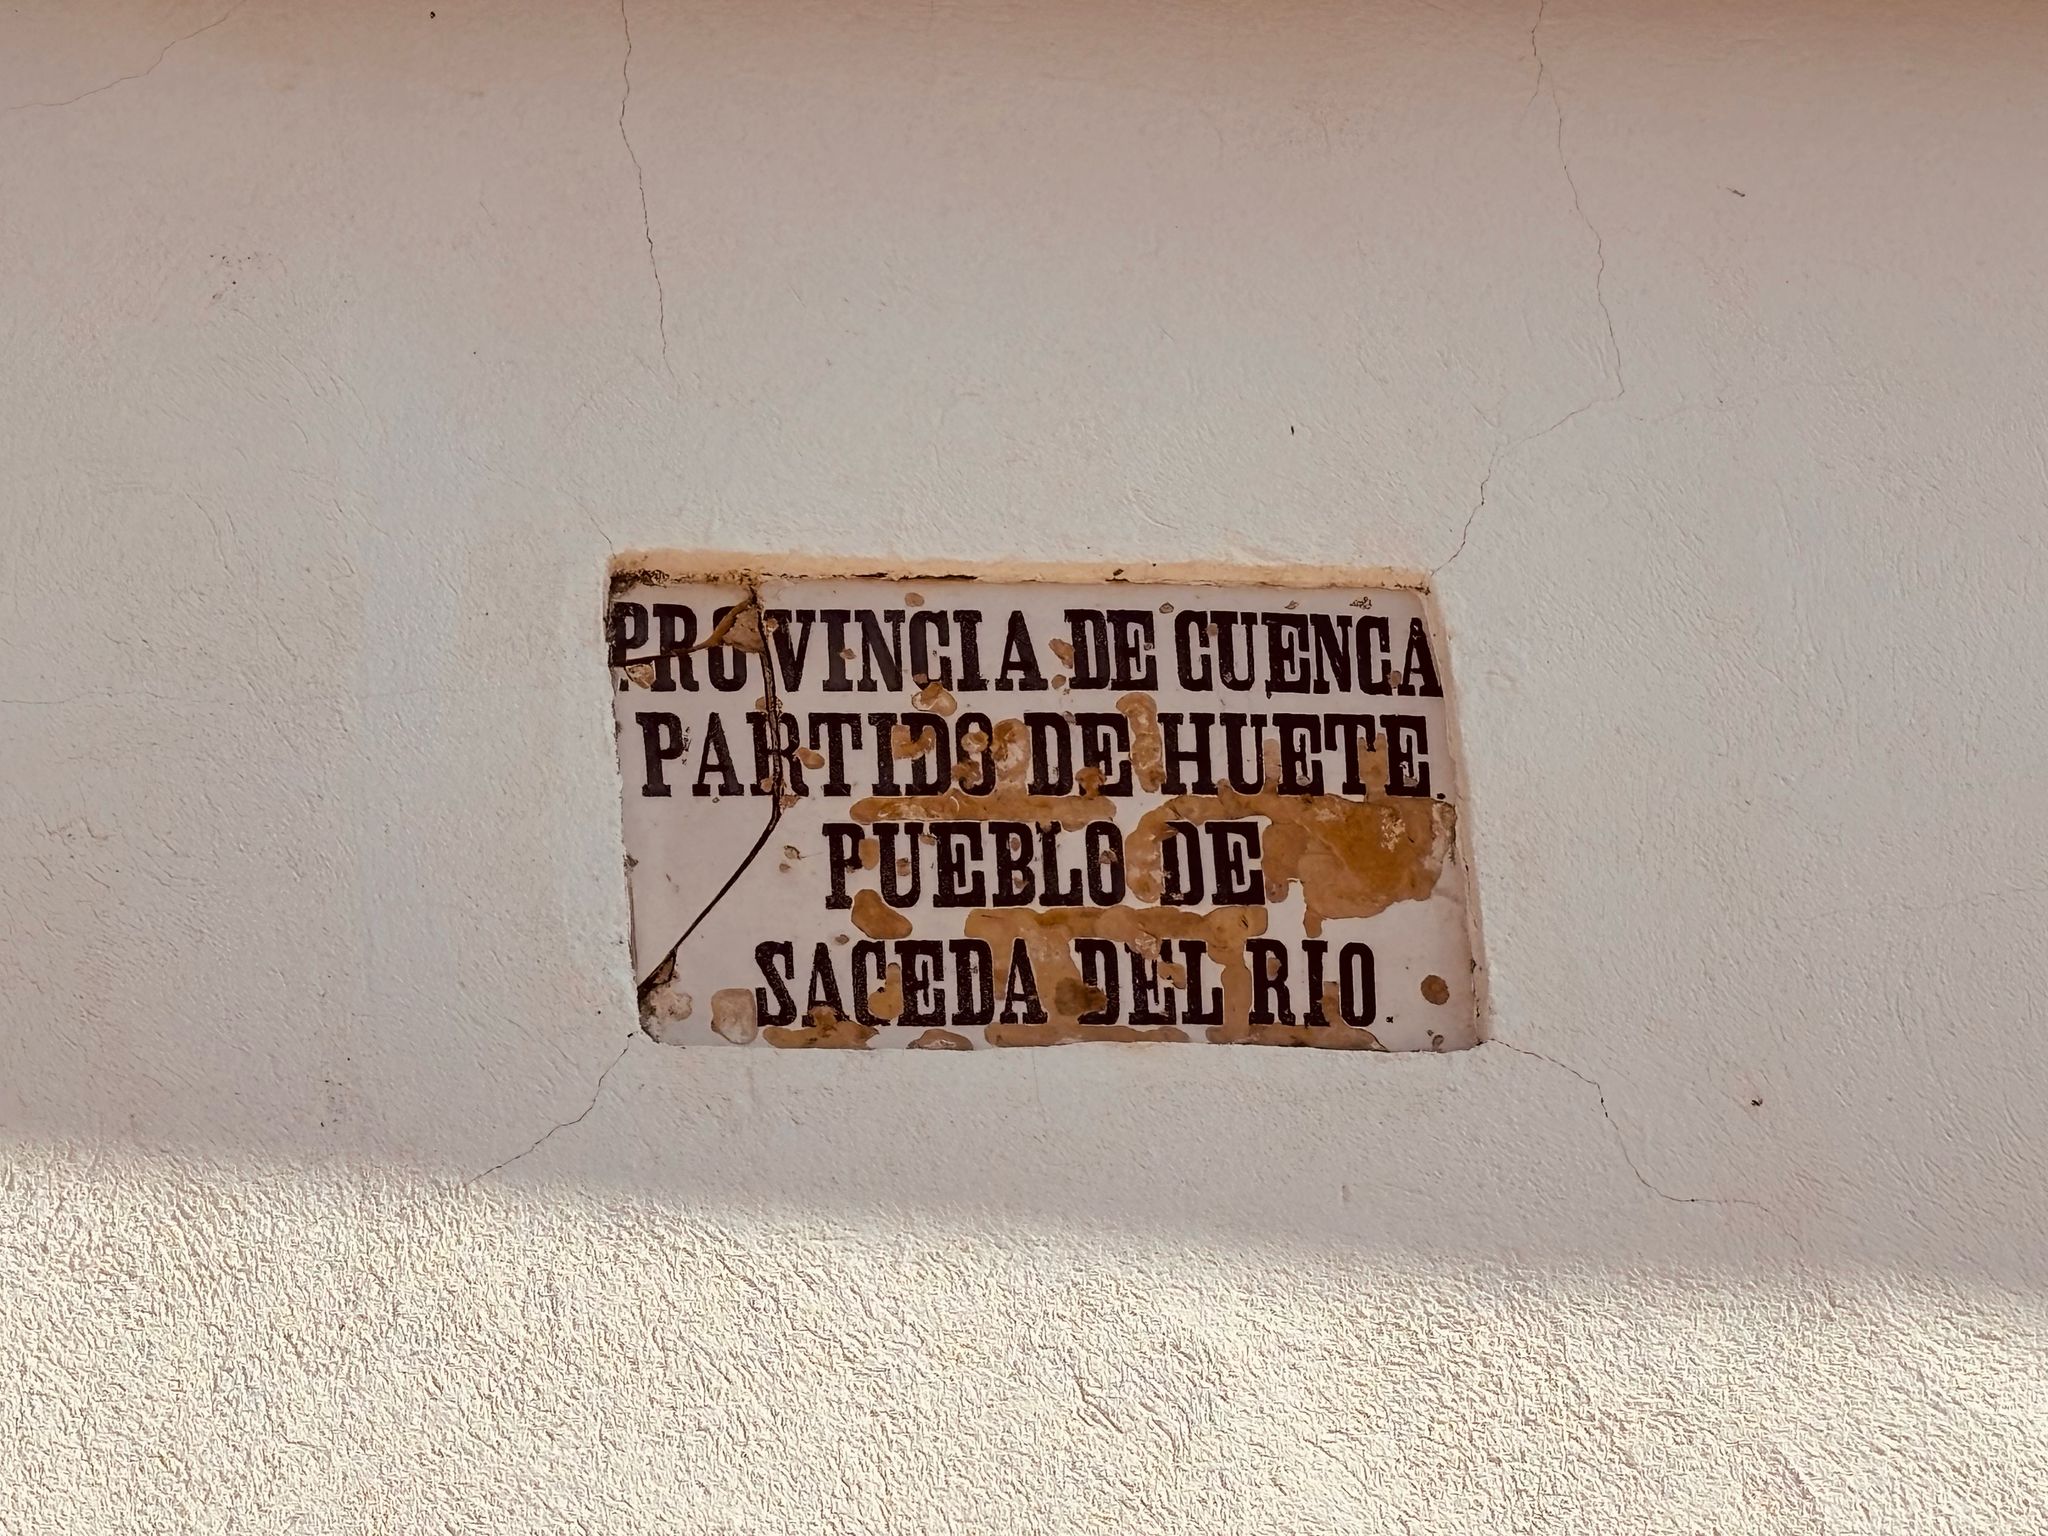 PROVINCIA DE CUENCA
PARTIDO DE HUETE.
PUEBLO DE
SACEDA DEL RIO.